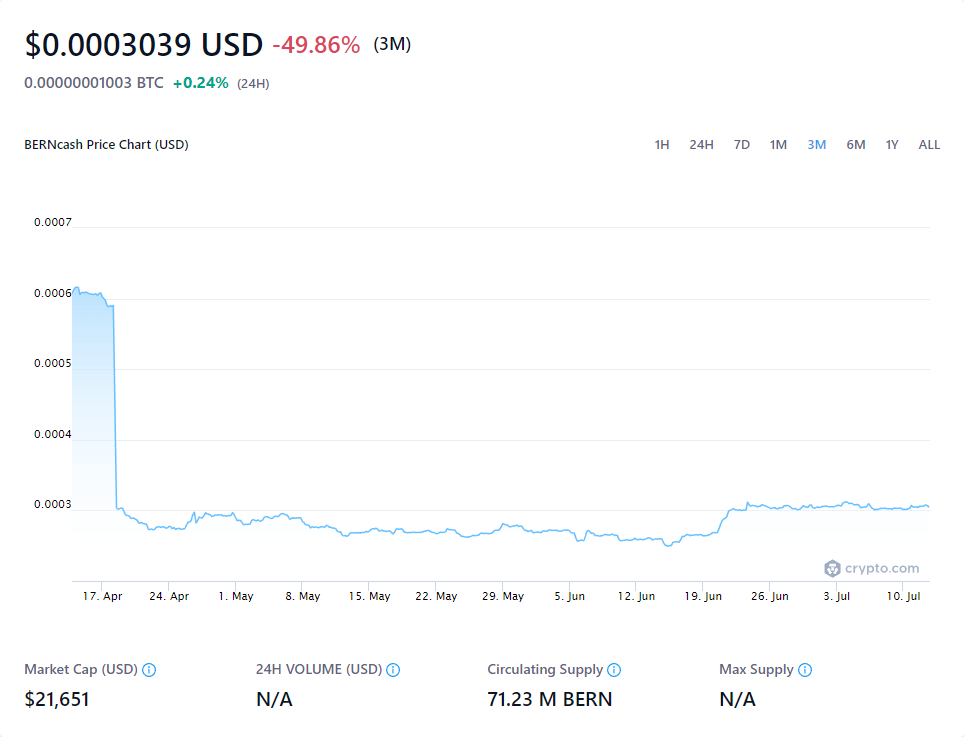 $0.0003039 USD -49.86% (3M)
0.00000001003 BTC +0.24% (24H)
BERNcash Price Chart (USD) 1H 24H 7D 1M 3M 6M 1Y ALL
0.0007
0.0006
0.0005
0.0004
0.0003
crypto.com
17. Apr 24. Apr 1. May 8. May 15. May 22. May 29. May 5. Jun 12. Jun 19. Jun 26. Jun 3. Jul 10. Jul
Market Cap (USD) 24H VOLUME (USD) Circulating Supply Max Supply
$21,651 N/A 71.23 M BERN N/A